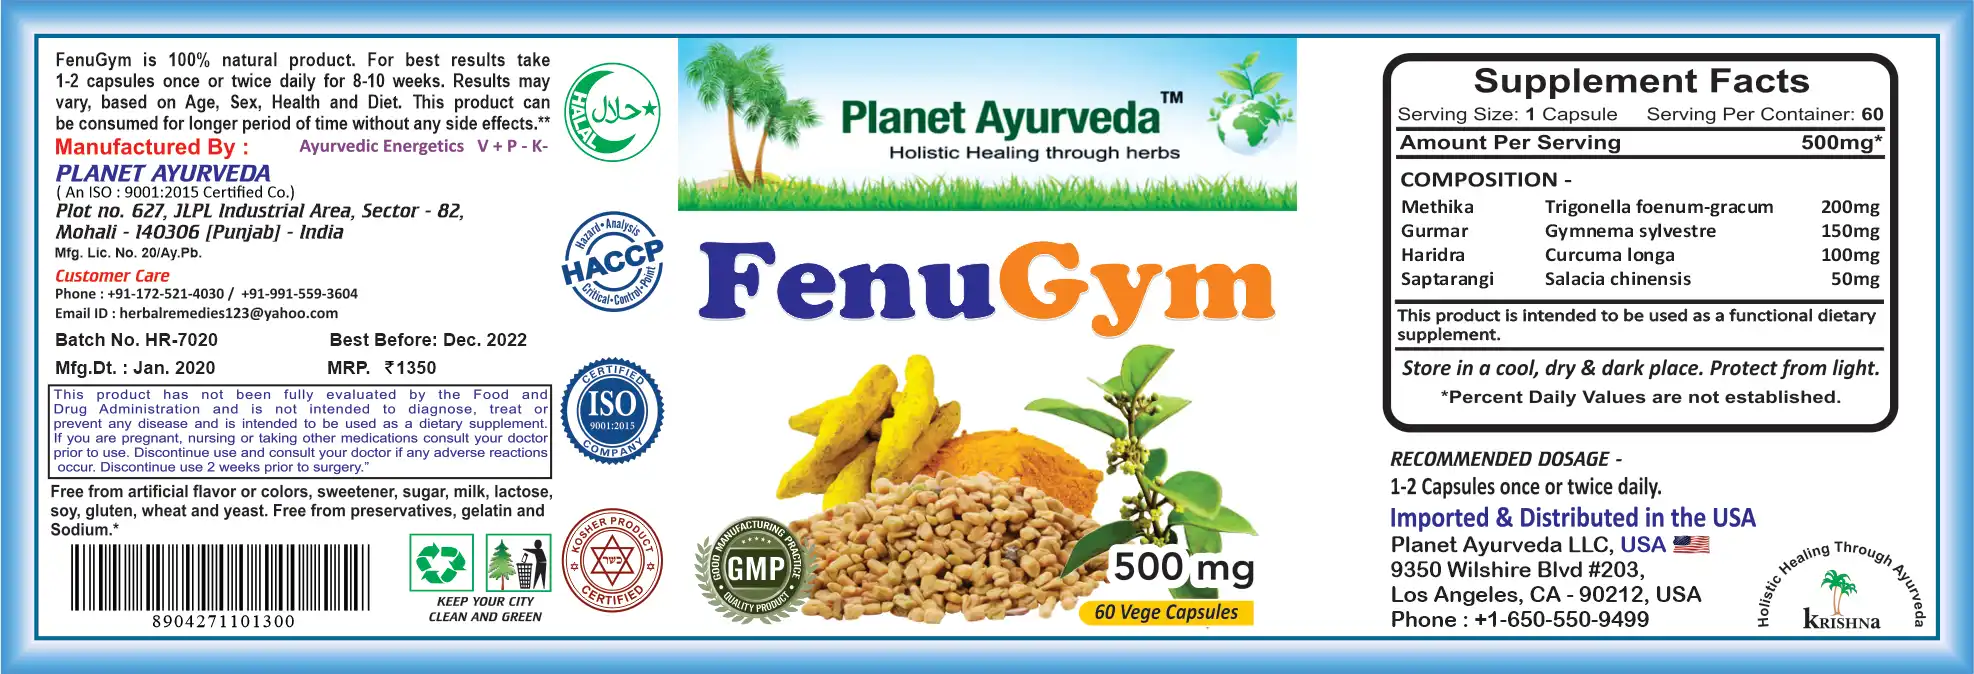 FenuGym is 100% natural product. For best results take
1-2 capsules once or twice daily for 8-10 weeks. Results may
vary, based on Age, Sex, Health and Diet. This product can
be consumed for longer period of time without any side effects.**
Manufactured By : Ayurvedic Energetics V + P - K-
PLANET AYURVEDA
( An ISO : 9001:2015 Certified Co.)
Plot no. 627, JLPL Industrial Area, Sector - 82,
Mohali - 140306 (Punjab) - India
Mfg. Lic. No. 20/Ay.Pb.
Customer Care
Phone : +91-172-521-4030 / +91-991-559-3604
Email ID : herbalremedies123@yahoo.com
Batch No. HR-7020 Best Before: Dec. 2022
Mfg.Dt. : Jan. 2020 MRP. ₹1350
This product has not been fully evaluated by the Food and
Drug Administration and is not intended to diagnose, treat or
prevent any disease and is intended to be used as a dietary supplement.
If you are pregnant, nursing or taking other medications consult your doctor
prior to use. Discontinue use and consult your doctor if any adverse reactions
occur. Discontinue use 2 weeks prior to surgery.”
Free from artificial flavor or colors, sweetener, sugar, milk, lactose,
soy, gluten, wheat and yeast. Free from preservatives, gelatin and
Sodium.*
8904271101300
KEEP YOUR CITY
CLEAN AND GREEN
HALAL
حلال
Hazard • Analysis
HACCP
Critical • Control • Point
CERTIFIED
ISO
9001:2015
COMPANY
KOSHER PRODUCT
כשר
CERTIFIED
Planet Ayurveda™
Holistic Healing through herbs
FenuGym
GOOD MANUFACTURING PRACTICE
GMP
QUALITY PRODUCT
500 mg
60 Vege Capsules
Supplement Facts
Serving Size: 1 Capsule Serving Per Container: 60
Amount Per Serving 500mg*
COMPOSITION -
Methika Trigonella foenum-gracum 200mg
Gurmar Gymnema sylvestre 150mg
Haridra Curcuma longa 100mg
Saptarangi Salacia chinensis 50mg
This product is intended to be used as a functional dietary
supplement.
Store in a cool, dry & dark place. Protect from light.
*Percent Daily Values are not established.
RECOMMENDED DOSAGE -
1-2 Capsules once or twice daily.
Imported & Distributed in the USA
Planet Ayurveda LLC, USA
9350 Wilshire Blvd #203,
Los Angeles, CA - 90212, USA
Phone : +1-650-550-9499
Holistic Healing Through Ayurveda
KRISHNa